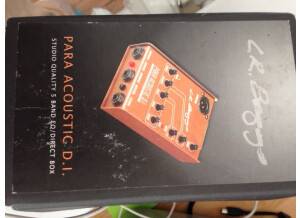 PARA ACOUSTIC D.I.
STUDIO QUALITY 5 BAND EQ/DIRECT BOX
L.R. Baggs